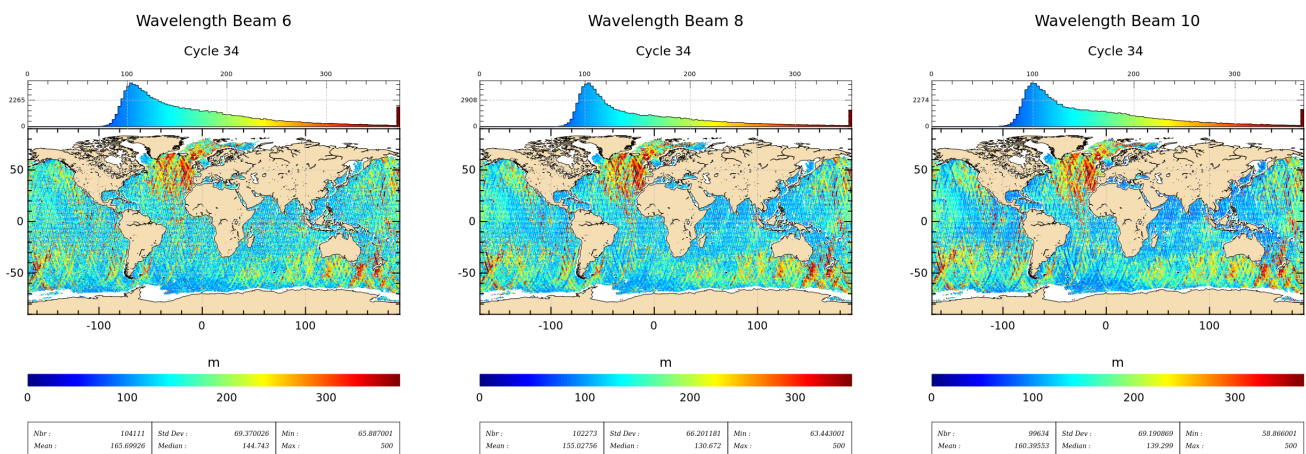 Wavelength Beam 6
Cycle 34
0 100 200 300
2265
0
50
0
-50
-100 0 100
m
0 100 200 300
Nbr : 104111 Std Dev : 69.370026 Min : 65.887001
Mean : 165.69926 Median : 144.743 Max : 500
Wavelength Beam 8
Cycle 34
0 100 200 300
2908
0
50
0
-50
-100 0 100
m
0 100 200 300
Nbr : 102273 Std Dev : 66.201181 Min : 63.443001
Mean : 155.02756 Median : 130.672 Max : 500
Wavelength Beam 10
Cycle 34
0 100 200 300
2274
0
50
0
-50
-100 0 100
m
0 100 200 300
Nbr : 99634 Std Dev : 69.190869 Min : 58.866001
Mean : 160.39553 Median : 139.299 Max : 500